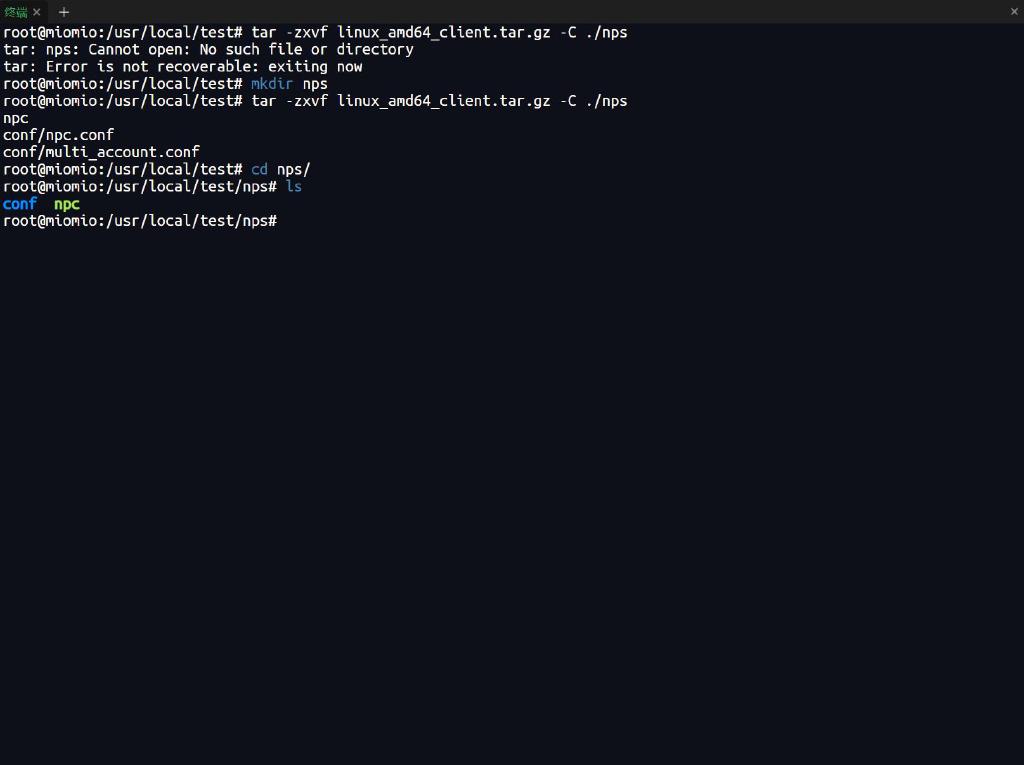 终端 × +
×
root@miomio:/usr/local/test# tar -zxvf linux_amd64_client.tar.gz -C ./nps
tar: nps: Cannot open: No such file or directory
tar: Error is not recoverable: exiting now
root@miomio:/usr/local/test# mkdir nps
root@miomio:/usr/local/test# tar -zxvf linux_amd64_client.tar.gz -C ./nps
npc
conf/npc.conf
conf/multi_account.conf
root@miomio:/usr/local/test# cd nps/
root@miomio:/usr/local/test/nps# ls
conf  npc
root@miomio:/usr/local/test/nps#